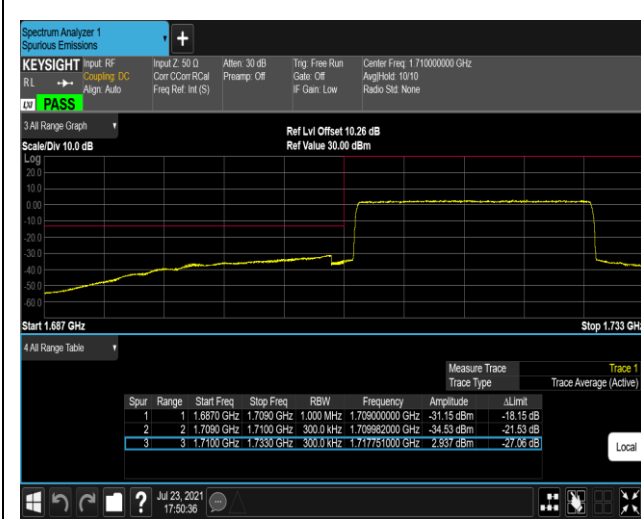 Spectrum Analyzer 1
Spurious Emissions
KEYSIGHT Input: RF Input Z: 50 Ω Atten: 30 dB Trig: Free Run Center Freq: 1.710000000 GHz
R L Coupling: DC Corr CCorr RCal Preamp: Off Gate: Off Avg|Hold: 10/10
Align: Auto Freq Ref: Int (S) IF Gain: Low Radio Std: None
PASS
3 All Range Graph
Ref Lvl Offset 10.26 dB
Scale/Div 10.0 dB Ref Value 30.00 dBm
Log
20.0
10.0
0.00
-10.0
-20.0
-30.0
-40.0
-50.0
-60.0
Start 1.687 GHz Stop 1.733 GHz
4 All Range Table
Measure Trace Trace 1
Trace Type Trace Average (Active)
Spur Range Start Freq Stop Freq RBW Frequency Amplitude ΔLimit
1 1 1.6870 GHz 1.7090 GHz 1.000 MHz 1.709000000 GHz -31.15 dBm -18.15 dB
2 2 1.7090 GHz 1.7100 GHz 300.0 kHz 1.709982000 GHz -34.53 dBm -21.53 dB
3 3 1.7100 GHz 1.7330 GHz 300.0 kHz 1.717751000 GHz 2.937 dBm -27.06 dB
Local
? Jul 23, 2021
17:50:36